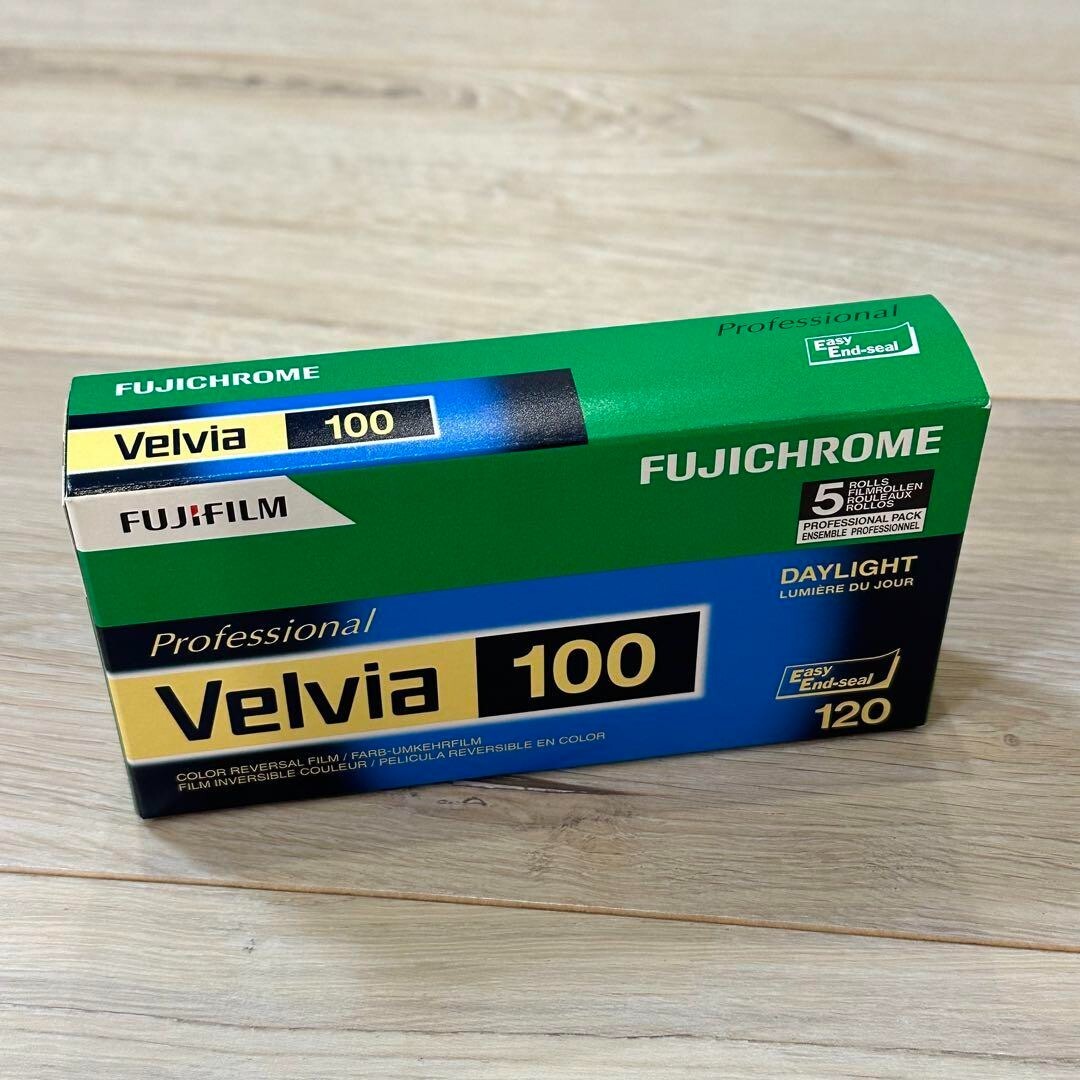 Professional
Easy
End-seal
FUJICHROME
Velvia 100
FUJIFILM
FUJICHROME
5 ROLLS
FILMROLLEN
ROULEAUX
ROLLOS
PROFESSIONAL PACK
ENSEMBLE PROFESSIONNEL
DAYLIGHT
LUMIÈRE DU JOUR
Professional
Velvia 100
Easy
End-seal
120
COLOR REVERSAL FILM / FARB-UMKEHRFILM
FILM INVERSIBLE COULEUR / PELICULA REVERSIBLE EN COLOR